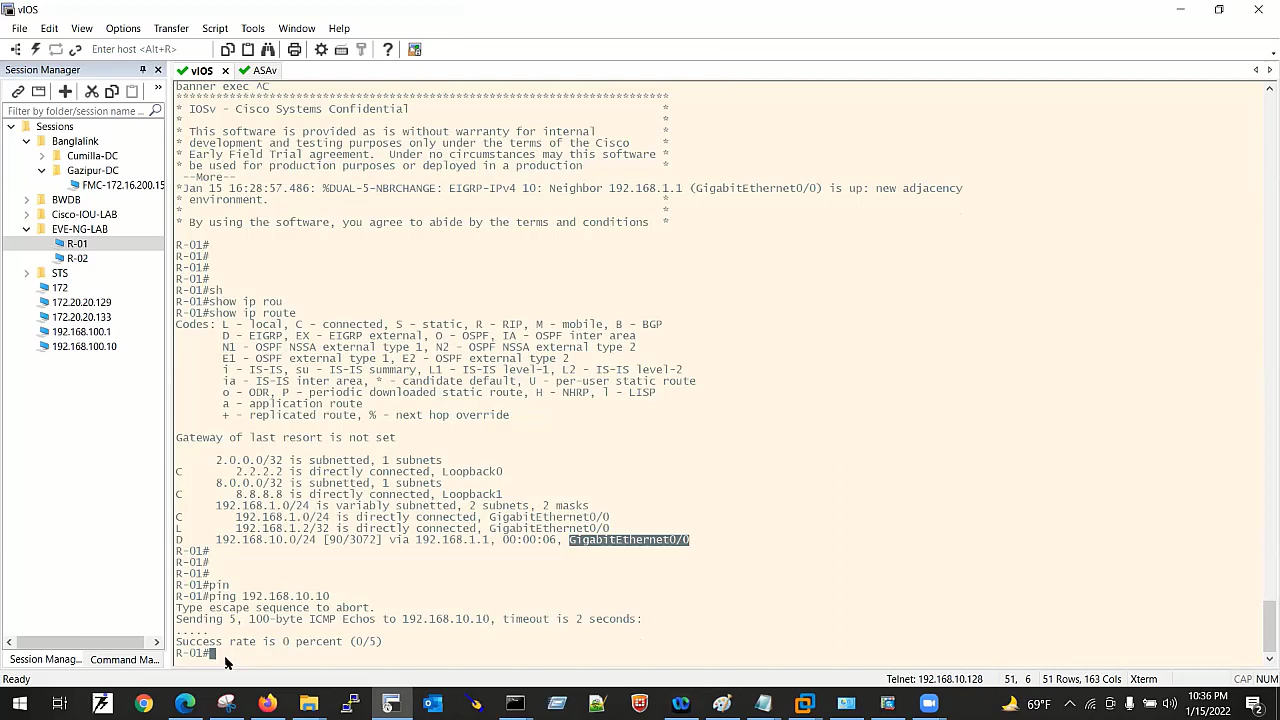 vIOS
File Edit View Options Transfer Script Tools Window Help
Enter host <Alt+R>
Session Manager
vIOS
ASAv
Filter by folder/session name ...
Sessions
Banglalink
Cumilla-DC
Gazipur-DC
FMC-172.16.200.15
BWDB
Cisco-IOU-LAB
EVE-NG-LAB
R-01
R-02
STS
172
172.20.20.129
172.20.20.133
192.168.100.1
192.168.100.10
banner exec ^C
**************************************************************************
* IOSv - Cisco Systems Confidential *
* *
* This software is provided as is without warranty for internal *
* development and testing purposes only under the terms of the Cisco *
* Early Field Trial agreement. Under no circumstances may this software *
* be used for production purposes or deployed in a production *
--More--
*Jan 15 16:28:57.486: %DUAL-5-NBRCHANGE: EIGRP-IPv4 10: Neighbor 192.168.1.1 (GigabitEthernet0/0) is up: new adjacency
* environment. *
* *
* By using the software, you agree to abide by the terms and conditions *
R-01#
R-01#
R-01#
R-01#
R-01#sh
R-01#show ip rou
R-01#show ip route
Codes: L - local, C - connected, S - static, R - RIP, M - mobile, B - BGP
D - EIGRP, EX - EIGRP external, O - OSPF, IA - OSPF inter area
N1 - OSPF NSSA external type 1, N2 - OSPF NSSA external type 2
E1 - OSPF external type 1, E2 - OSPF external type 2
i - IS-IS, su - IS-IS summary, L1 - IS-IS level-1, L2 - IS-IS level-2
ia - IS-IS inter area, * - candidate default, U - per-user static route
o - ODR, P - periodic downloaded static route, H - NHRP, l - LISP
a - application route
+ - replicated route, % - next hop override
Gateway of last resort is not set
2.0.0.0/32 is subnetted, 1 subnets
C 2.2.2.2 is directly connected, Loopback0
8.0.0.0/32 is subnetted, 1 subnets
C 8.8.8.8 is directly connected, Loopback1
192.168.1.0/24 is variably subnetted, 2 subnets, 2 masks
C 192.168.1.0/24 is directly connected, GigabitEthernet0/0
L 192.168.1.2/32 is directly connected, GigabitEthernet0/0
D 192.168.10.0/24 [90/3072] via 192.168.1.1, 00:00:06, GigabitEthernet0/0
R-01#
R-01#
R-01#
R-01#pin
R-01#ping 192.168.10.10
Type escape sequence to abort.
Sending 5, 100-byte ICMP Echos to 192.168.10.10, timeout is 2 seconds:
.....
Success rate is 0 percent (0/5)
R-01#
Session Manag... Command Ma...
Ready
Telnet: 192.168.10.128 51, 6 51 Rows, 163 Cols Xterm CAP NUM
69°F
10:36 PM
1/15/2022
2